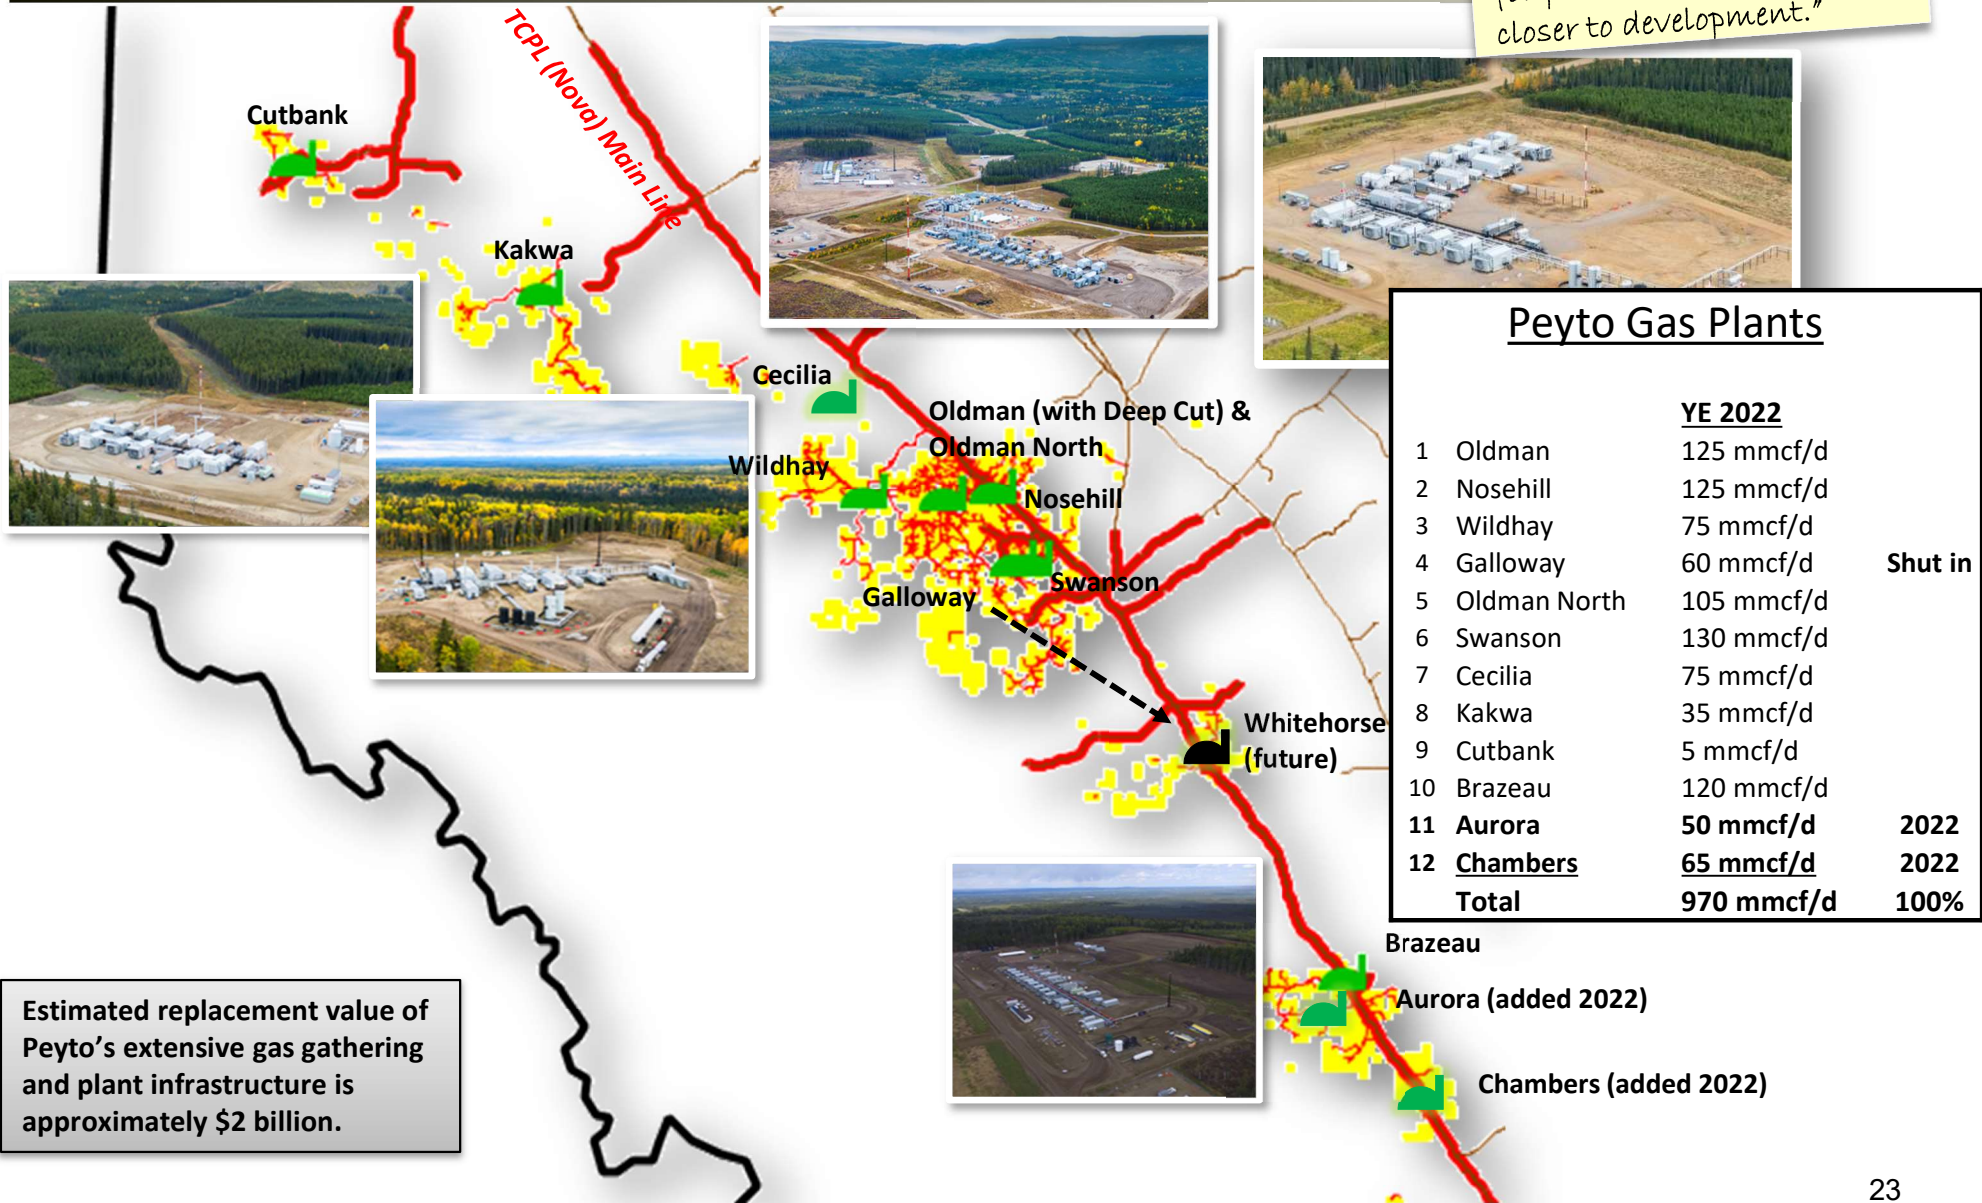 closer to development."
TCPL (Nova) Main Line
Cutbank
Kakwa
Cecilia
Oldman (with Deep Cut) &
Oldman North
Wildhay
Nosehill
Swanson
Galloway
Whitehorse
(future)
Brazeau
Aurora (added 2022)
Chambers (added 2022)
Peyto Gas Plants
YE 2022
1 Oldman 125 mmcf/d
2 Nosehill 125 mmcf/d
3 Wildhay 75 mmcf/d
4 Galloway 60 mmcf/d Shut in
5 Oldman North 105 mmcf/d
6 Swanson 130 mmcf/d
7 Cecilia 75 mmcf/d
8 Kakwa 35 mmcf/d
9 Cutbank 5 mmcf/d
10 Brazeau 120 mmcf/d
11 Aurora 50 mmcf/d 2022
12 Chambers 65 mmcf/d 2022
Total 970 mmcf/d 100%
Estimated replacement value of
Peyto’s extensive gas gathering
and plant infrastructure is
approximately $2 billion.
23